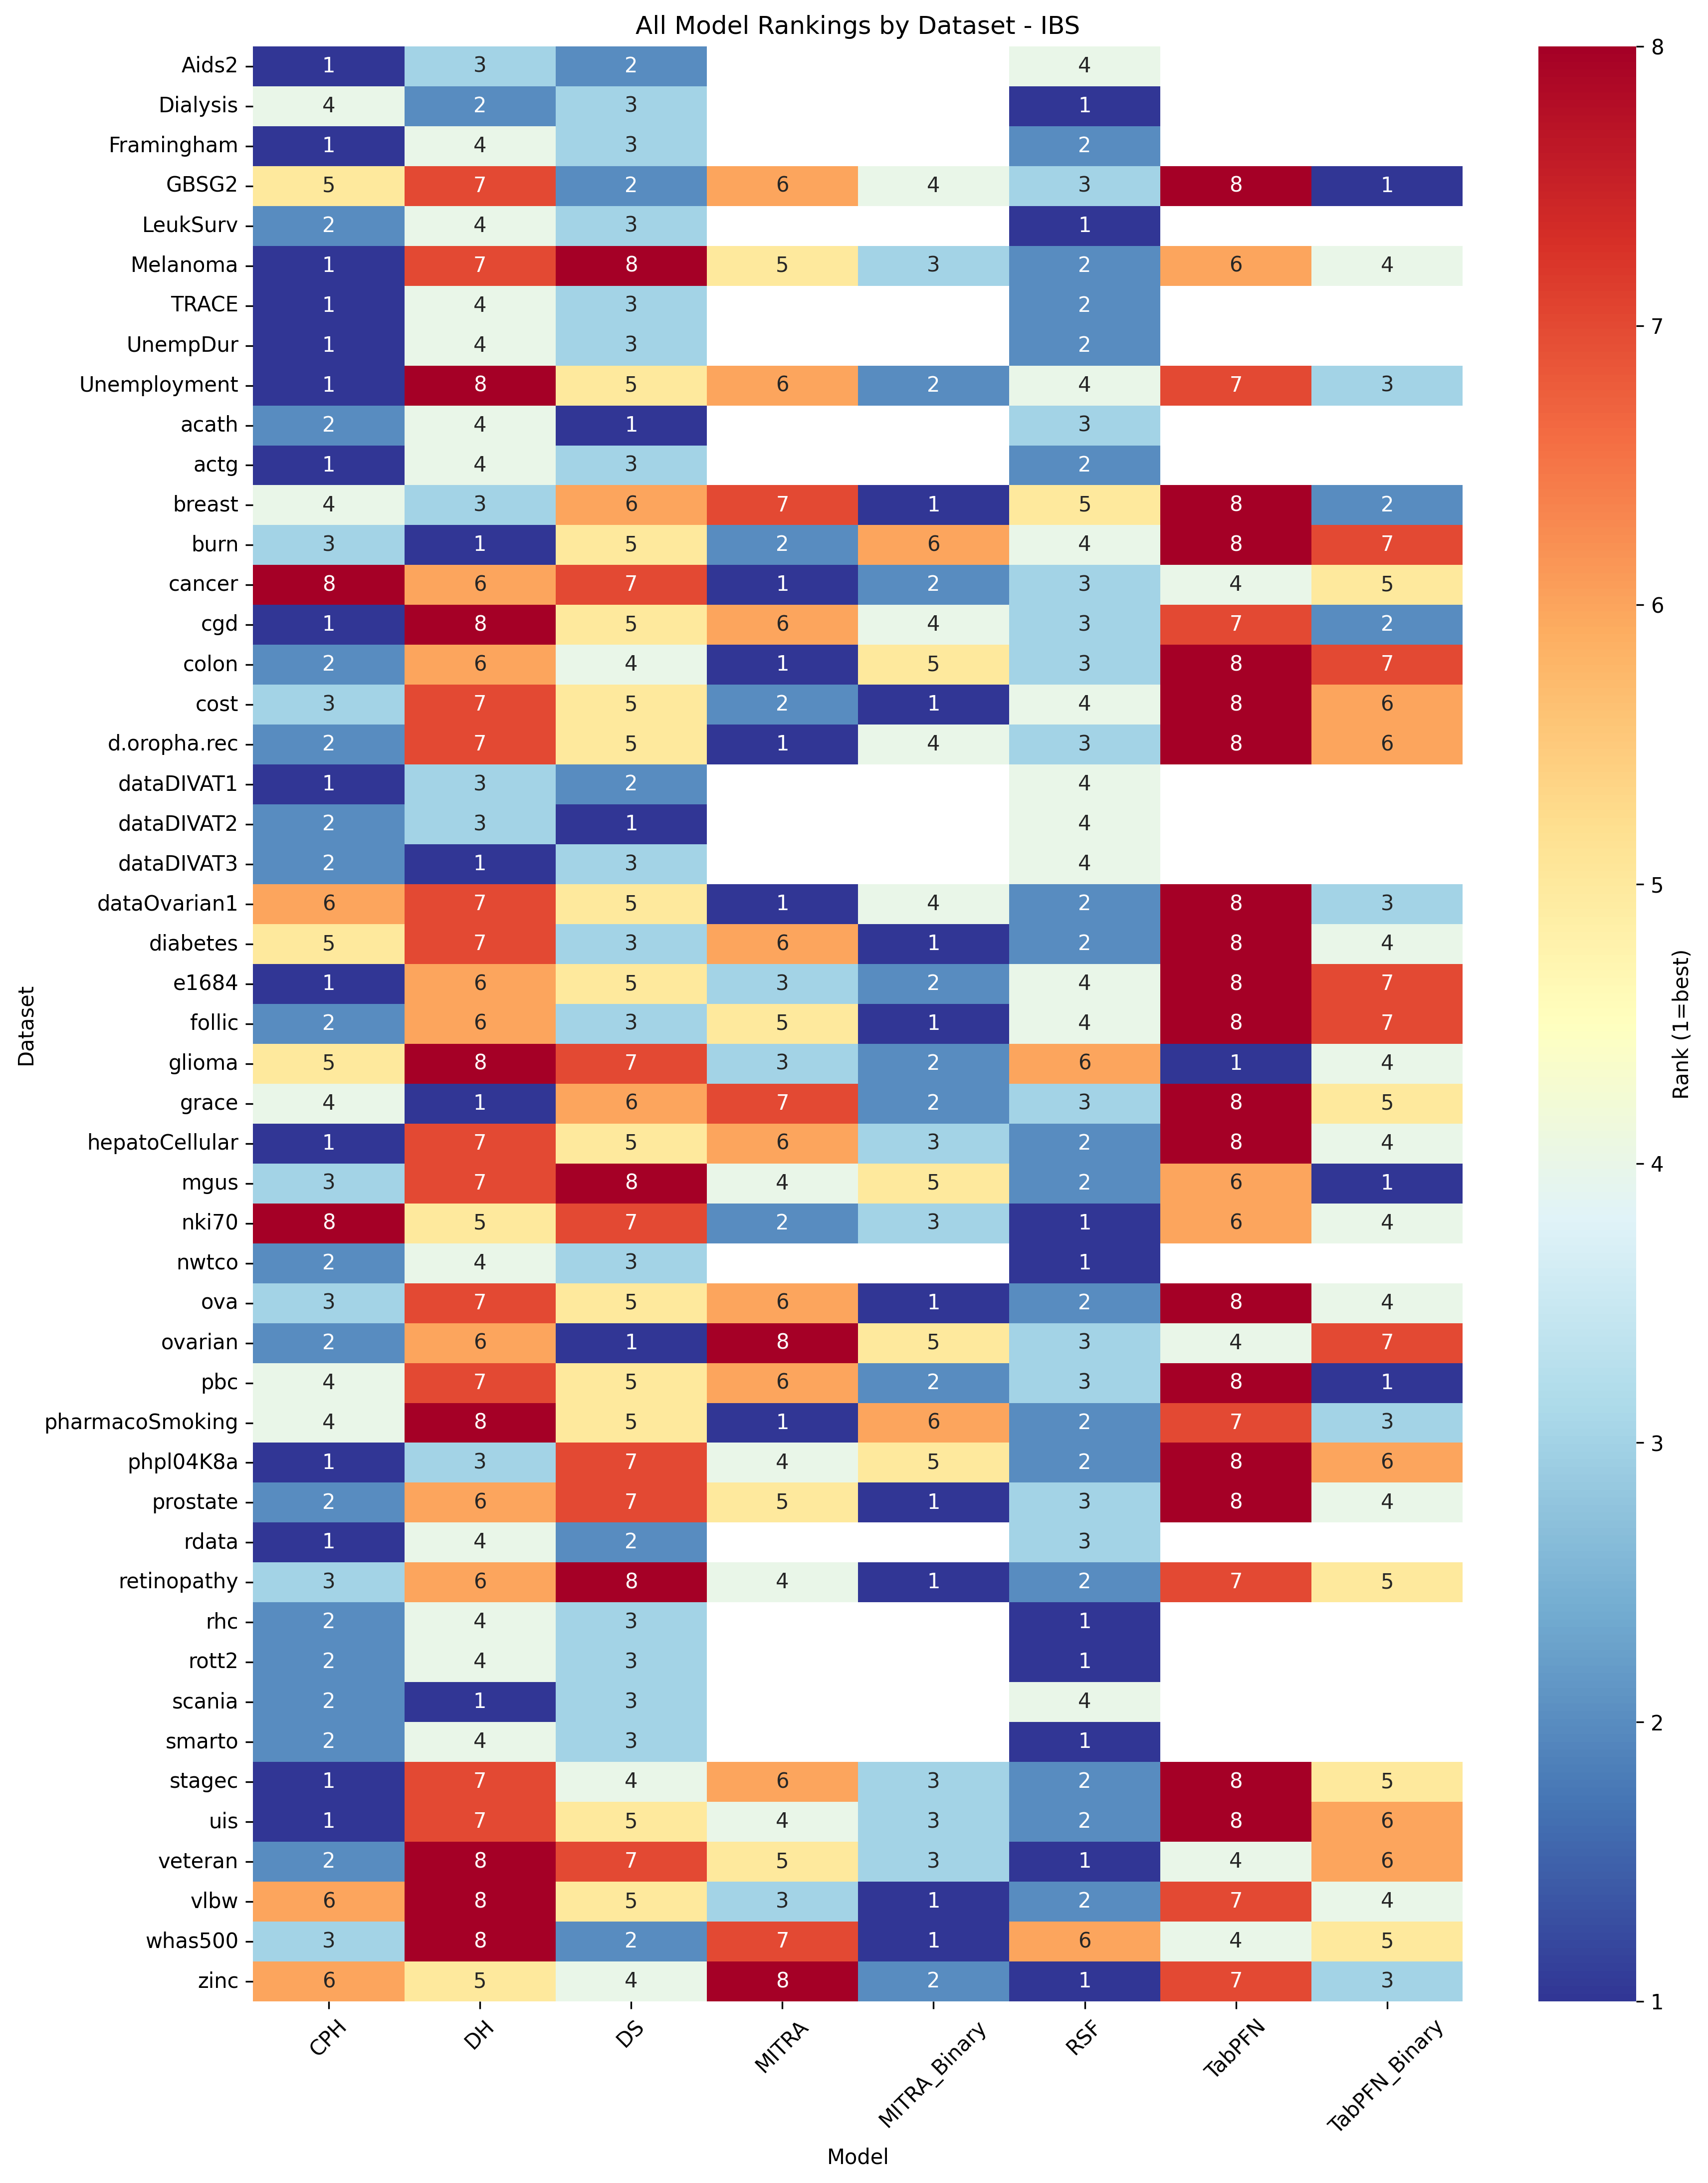 All Model Rankings by Dataset - IBS
Aids2 1 3 2 4
Dialysis 4 2 3 1
Framingham 1 4 3 2
GBSG2 5 7 2 6 4 3 8 1
LeukSurv 2 4 3 1
Melanoma 1 7 8 5 3 2 6 4
TRACE 1 4 3 2
UnempDur 1 4 3 2
Unemployment 1 8 5 6 2 4 7 3
acath 2 4 1 3
actg 1 4 3 2
breast 4 3 6 7 1 5 8 2
burn 3 1 5 2 6 4 8 7
cancer 8 6 7 1 2 3 4 5
cgd 1 8 5 6 4 3 7 2
colon 2 6 4 1 5 3 8 7
cost 3 7 5 2 1 4 8 6
d.oropha.rec 2 7 5 1 4 3 8 6
dataDIVAT1 1 3 2 4
dataDIVAT2 2 3 1 4
dataDIVAT3 2 1 3 4
dataOvarian1 6 7 5 1 4 2 8 3
diabetes 5 7 3 6 1 2 8 4
e1684 1 6 5 3 2 4 8 7
follic 2 6 3 5 1 4 8 7
glioma 5 8 7 3 2 6 1 4
grace 4 1 6 7 2 3 8 5
hepatoCellular 1 7 5 6 3 2 8 4
mgus 3 7 8 4 5 2 6 1
nki70 8 5 7 2 3 1 6 4
nwtco 2 4 3 1
ova 3 7 5 6 1 2 8 4
ovarian 2 6 1 8 5 3 4 7
pbc 4 7 5 6 2 3 8 1
pharmacoSmoking 4 8 5 1 6 2 7 3
phpl04K8a 1 3 7 4 5 2 8 6
prostate 2 6 7 5 1 3 8 4
rdata 1 4 2 3
retinopathy 3 6 8 4 1 2 7 5
rhc 2 4 3 1
rott2 2 4 3 1
scania 2 1 3 4
smarto 2 4 3 1
stagec 1 7 4 6 3 2 8 5
uis 1 7 5 4 3 2 8 6
veteran 2 8 7 5 3 1 4 6
vlbw 6 8 5 3 1 2 7 4
whas500 3 8 2 7 1 6 4 5
zinc 6 5 4 8 2 1 7 3
CPH DH DS MITRA MITRA_Binary RSF TabPFN TabPFN_Binary
Model
Dataset
8
7
6
5
4
3
2
1
Rank (1=best)